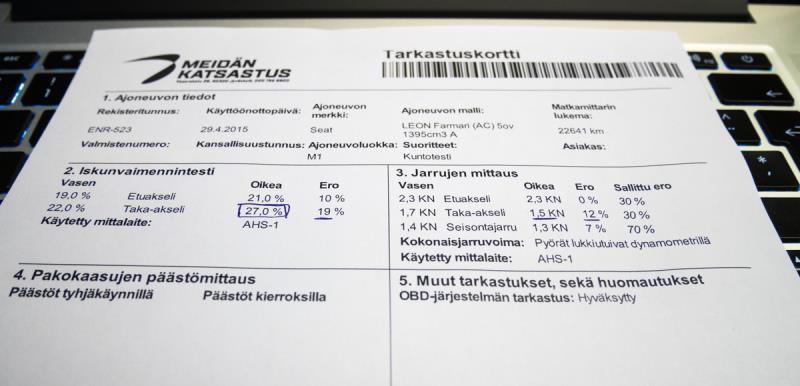 MEIDÄN
KATSASTUS
Tarkastuskortti
1. Ajoneuvon tiedot
Rekisteritunnus: Käyttöönottopäivä: Ajoneuvon merkki: Ajoneuvon malli: Matkamittarin lukema:
ENR-523 29.4.2015 Seat LEON Farmari (AC) 5ov 1395cm3 A 22641 km
Valmistenumero: Kansallisuustunnus: Ajoneuvoluokka: Suoritteet: Asiakas:
M1 Kuntotesti
2. Iskunvaimennintesti
Vasen Oikea Ero
19,0 % Etuakseli 21,0 % 10 %
22,0 % Taka-akseli 27,0 % 19 %
Käytetty mittalaite: AHS-1
3. Jarrujen mittaus
Vasen Oikea Ero Sallittu ero
2,3 KN Etuakseli 2,3 KN 0 % 30 %
1,7 KN Taka-akseli 1,5 KN 12 % 30 %
1,4 KN Seisontajarru 1,3 KN 7 % 70 %
Kokonaisjarruvoima: Pyörät lukkiutuivat dynamometrillä
Käytetty mittalaite: AHS-1
4. Pakokaasujen päästömittaus
Päästöt tyhjäkäynnillä Päästöt kierroksilla
5. Muut tarkastukset, sekä huomautukset
OBD-järjestelmän tarkastus: Hyväksytty